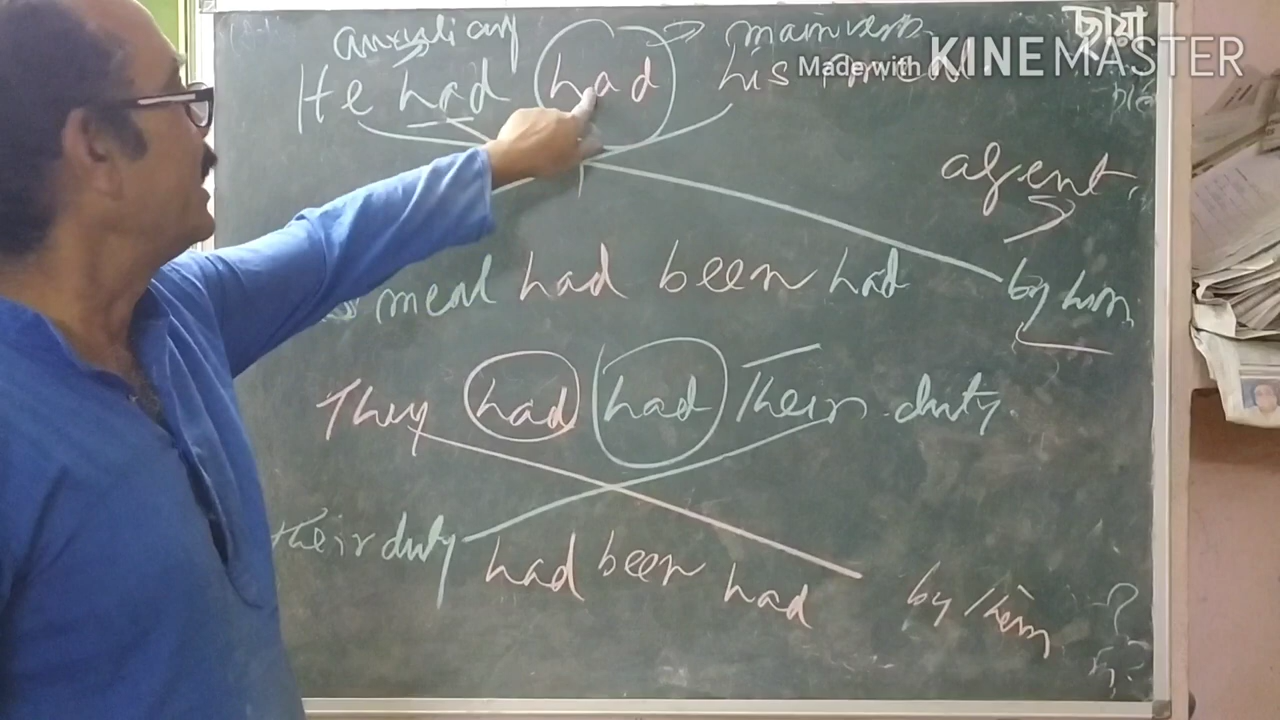 auxiliary main verb
Made with KINEMASTER
He had had his meal
agent
meal had been had by him
They had had Their duty
their duty had been had by them ?